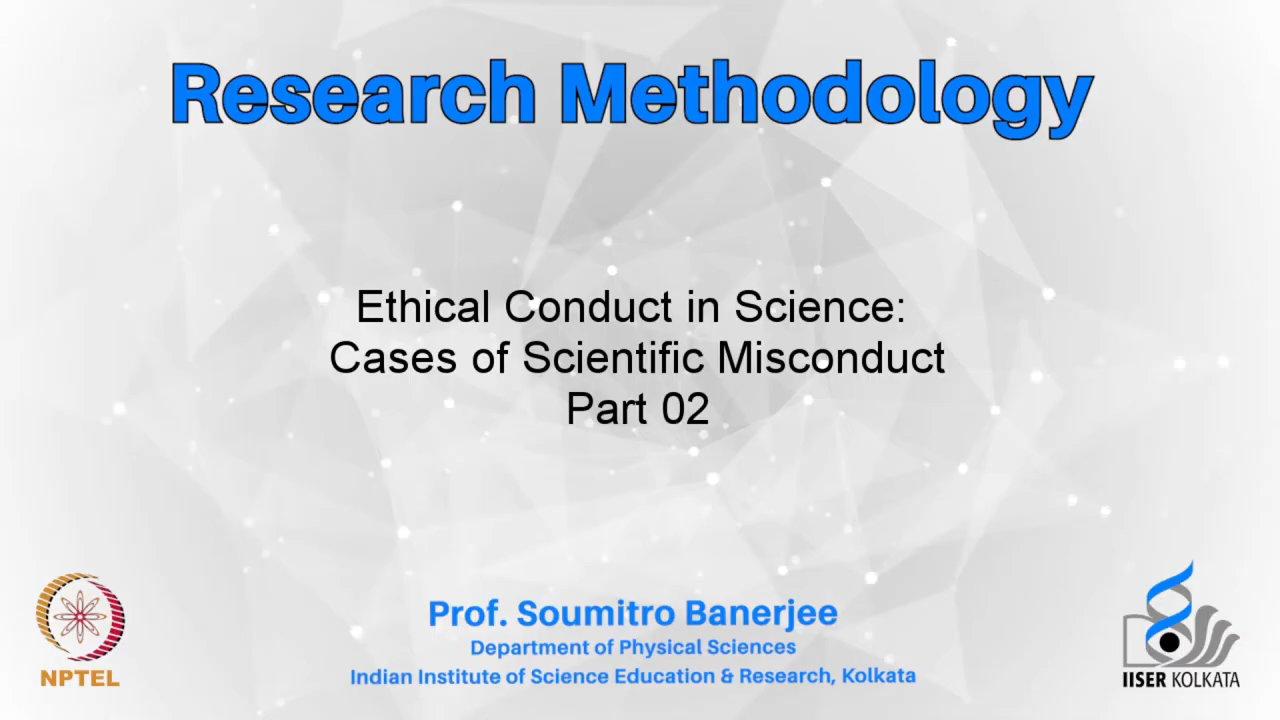 Research Methodology
Ethical Conduct in Science:
Cases of Scientific Misconduct
Part 02
Prof. Soumitro Banerjee
Department of Physical Sciences
Indian Institute of Science Education & Research, Kolkata
NPTEL
IISER KOLKATA